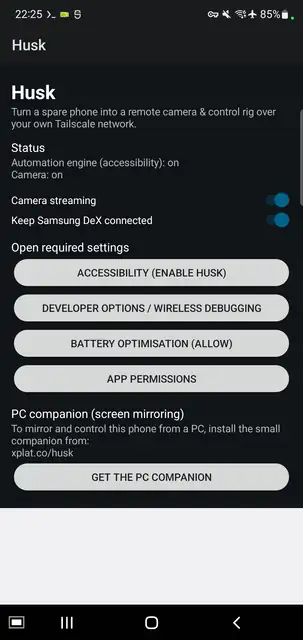 22:25
85%
Husk
Husk
Turn a spare phone into a remote camera & control rig over
your own Tailscale network.
Status
Automation engine (accessibility): on
Camera: on
Camera streaming
Keep Samsung DeX connected
Open required settings
ACCESSIBILITY (ENABLE HUSK)
DEVELOPER OPTIONS / WIRELESS DEBUGGING
BATTERY OPTIMISATION (ALLOW)
APP PERMISSIONS
PC companion (screen mirroring)
To mirror and control this phone from a PC, install the small
companion from:
xplat.co/husk
GET THE PC COMPANION